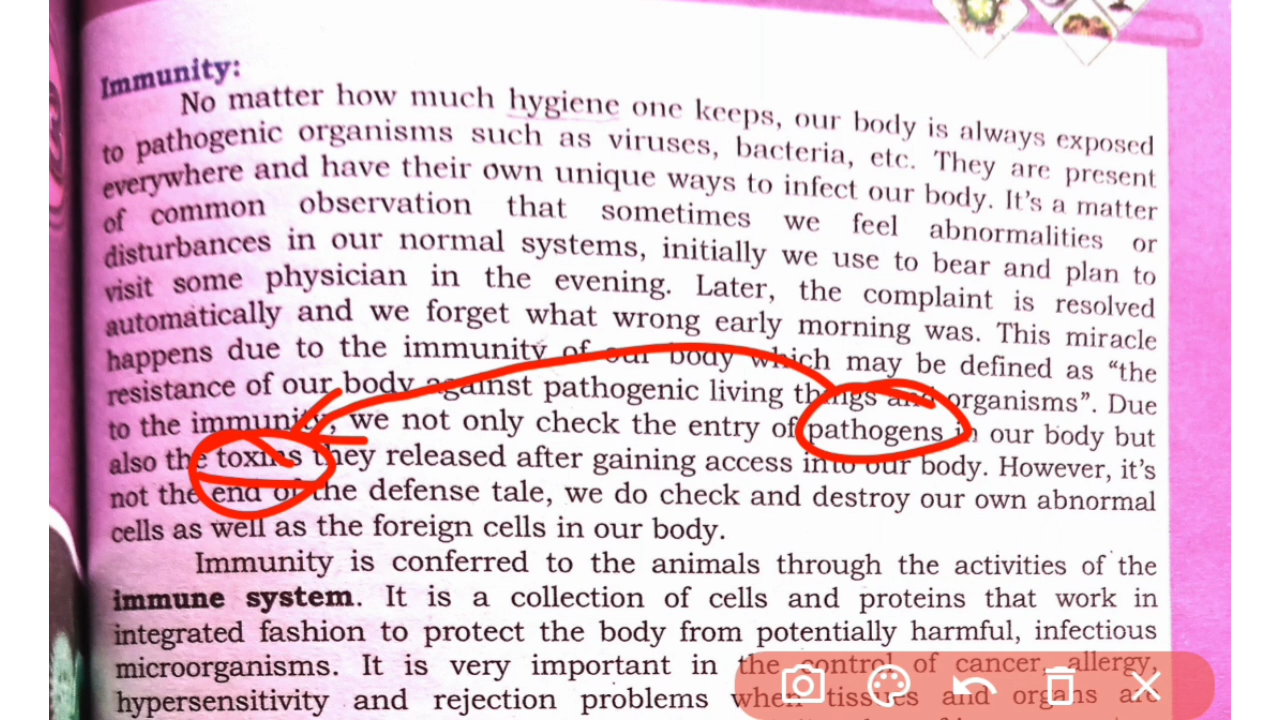 Immunity:
No matter how much hygiene one keeps, our body is always exposed
to pathogenic organisms such as viruses, bacteria, etc. They are present
everywhere and have their own unique ways to infect our body. It's a matter
of common observation that sometimes we feel abnormalities or
disturbances in our normal systems, initially we use to bear and plan to
visit some physician in the evening. Later, the complaint is resolved
automatically and we forget what wrong early morning was. This miracle
happens due to the immunity of our body which may be defined as “the
resistance of our body against pathogenic living things and organisms”. Due
to the immunity, we not only check the entry of pathogens in our body but
also the toxins they released after gaining access into our body. However, it's
not the end of the defense tale, we do check and destroy our own abnormal
cells as well as the foreign cells in our body.
Immunity is conferred to the animals through the activities of the
immune system. It is a collection of cells and proteins that work in
integrated fashion to protect the body from potentially harmful, infectious
microorganisms. It is very important in the control of cancer, allergy,
hypersensitivity and rejection problems when tissues and organs are